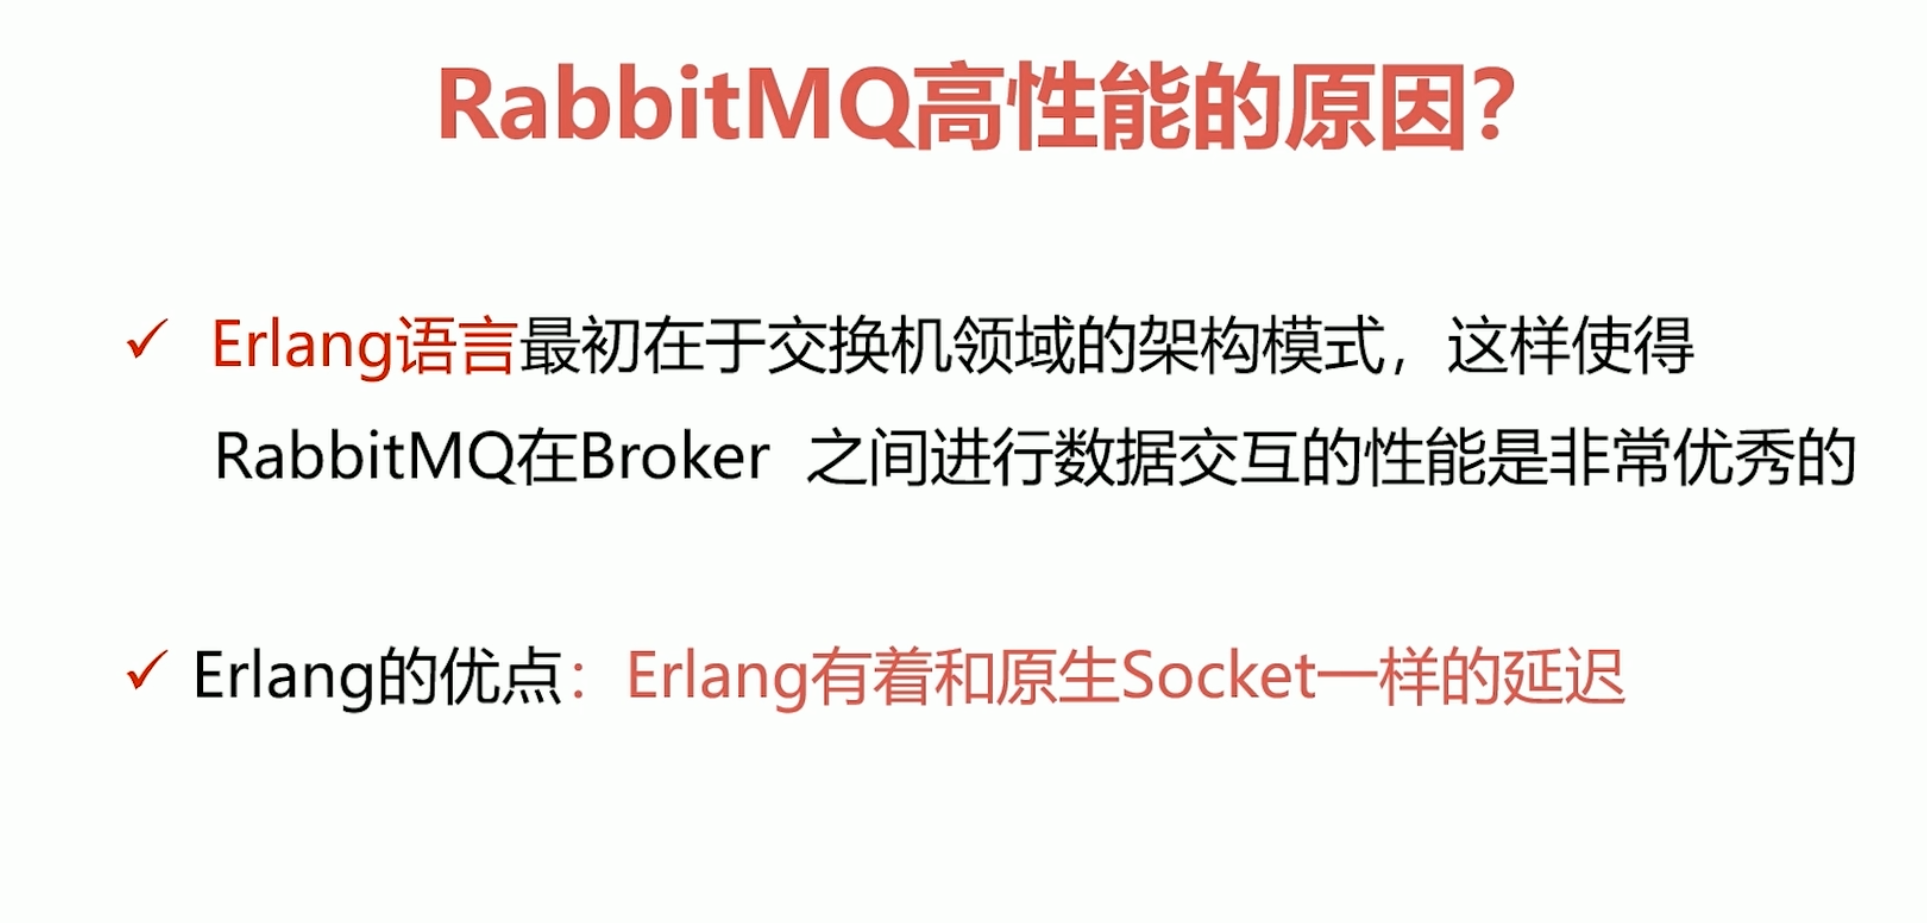 RabbitMQ高性能的原因?
Erlang语言最初在于交换机领域的架构模式，这样使得
RabbitMQ在Broker 之间进行数据交互的性能是非常优秀的
Erlang的优点：Erlang有着和原生Socket一样的延迟